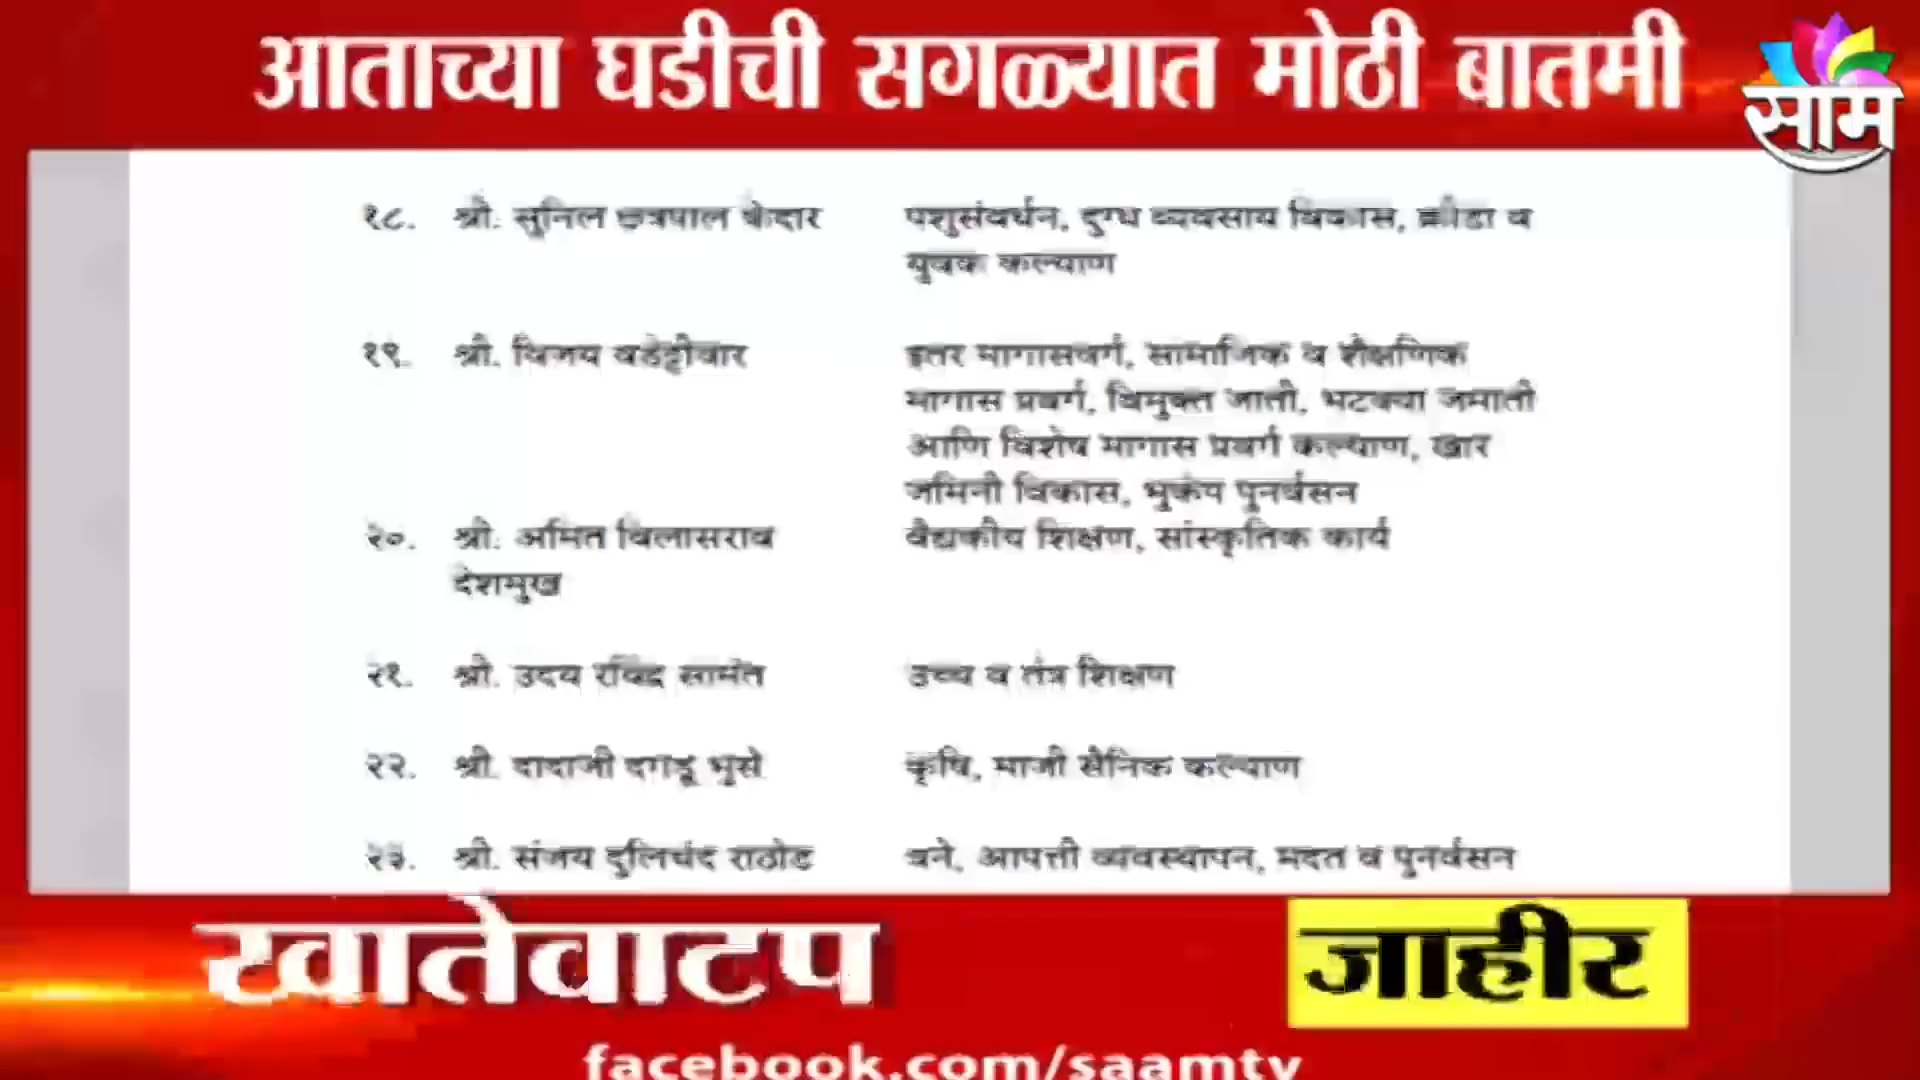 आताच्या घडीची सगळ्यात मोठी बातमी
साम
१८. श्री. सुनिल छत्रपाल केदार पशुसंवर्धन, दुग्ध व्यवसाय विकास, क्रीडा व
युवक कल्याण
१९. श्री. विजय वडेट्टीवार इतर मागासवर्ग, सामाजिक व शैक्षणिक
मागास प्रवर्ग, विमुक्त जाती, भटक्या जमाती
आणि विशेष मागास प्रवर्ग कल्याण, खार
जमिनी विकास, भुकंप पुनर्वसन
२०. श्री. अमित विलासराव वैद्यकीय शिक्षण, सांस्कृतिक कार्य
देशमुख
२१. श्री. उदय रविंद्र सामंत उच्च व तंत्र शिक्षण
२२. श्री. दादाजी दगडू भुसे कृषि, माजी सैनिक कल्याण
२३. श्री. संजय दुलिचंद राठोड वने, आपत्ती व्यवस्थापन, मदत व पुनर्वसन
खातेवाटप जाहीर
facebook.com/saamtv